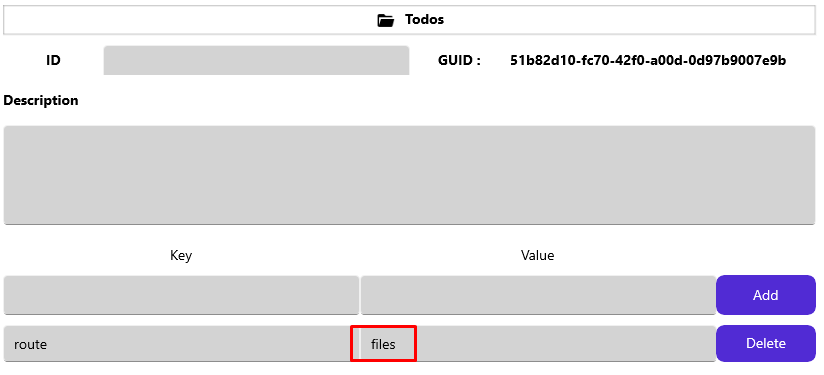 Todos
ID GUID : 51b82d10-fc70-42f0-a00d-0d97b9007e9b
Description
Key Value
Add
route files Delete